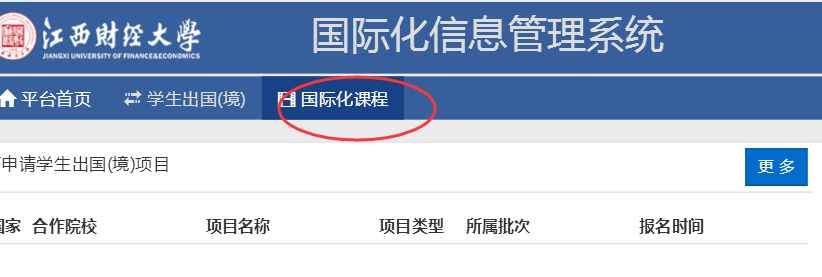 江西财经大学 国际化信息管理系统
JIANGXI UNIVERSITY OF FINANCE&ECONOMICS
平台首页 学生出国(境) 国际化课程
申请学生出国(境)项目 更 多
国家 合作院校 项目名称 项目类型 所属批次 报名时间